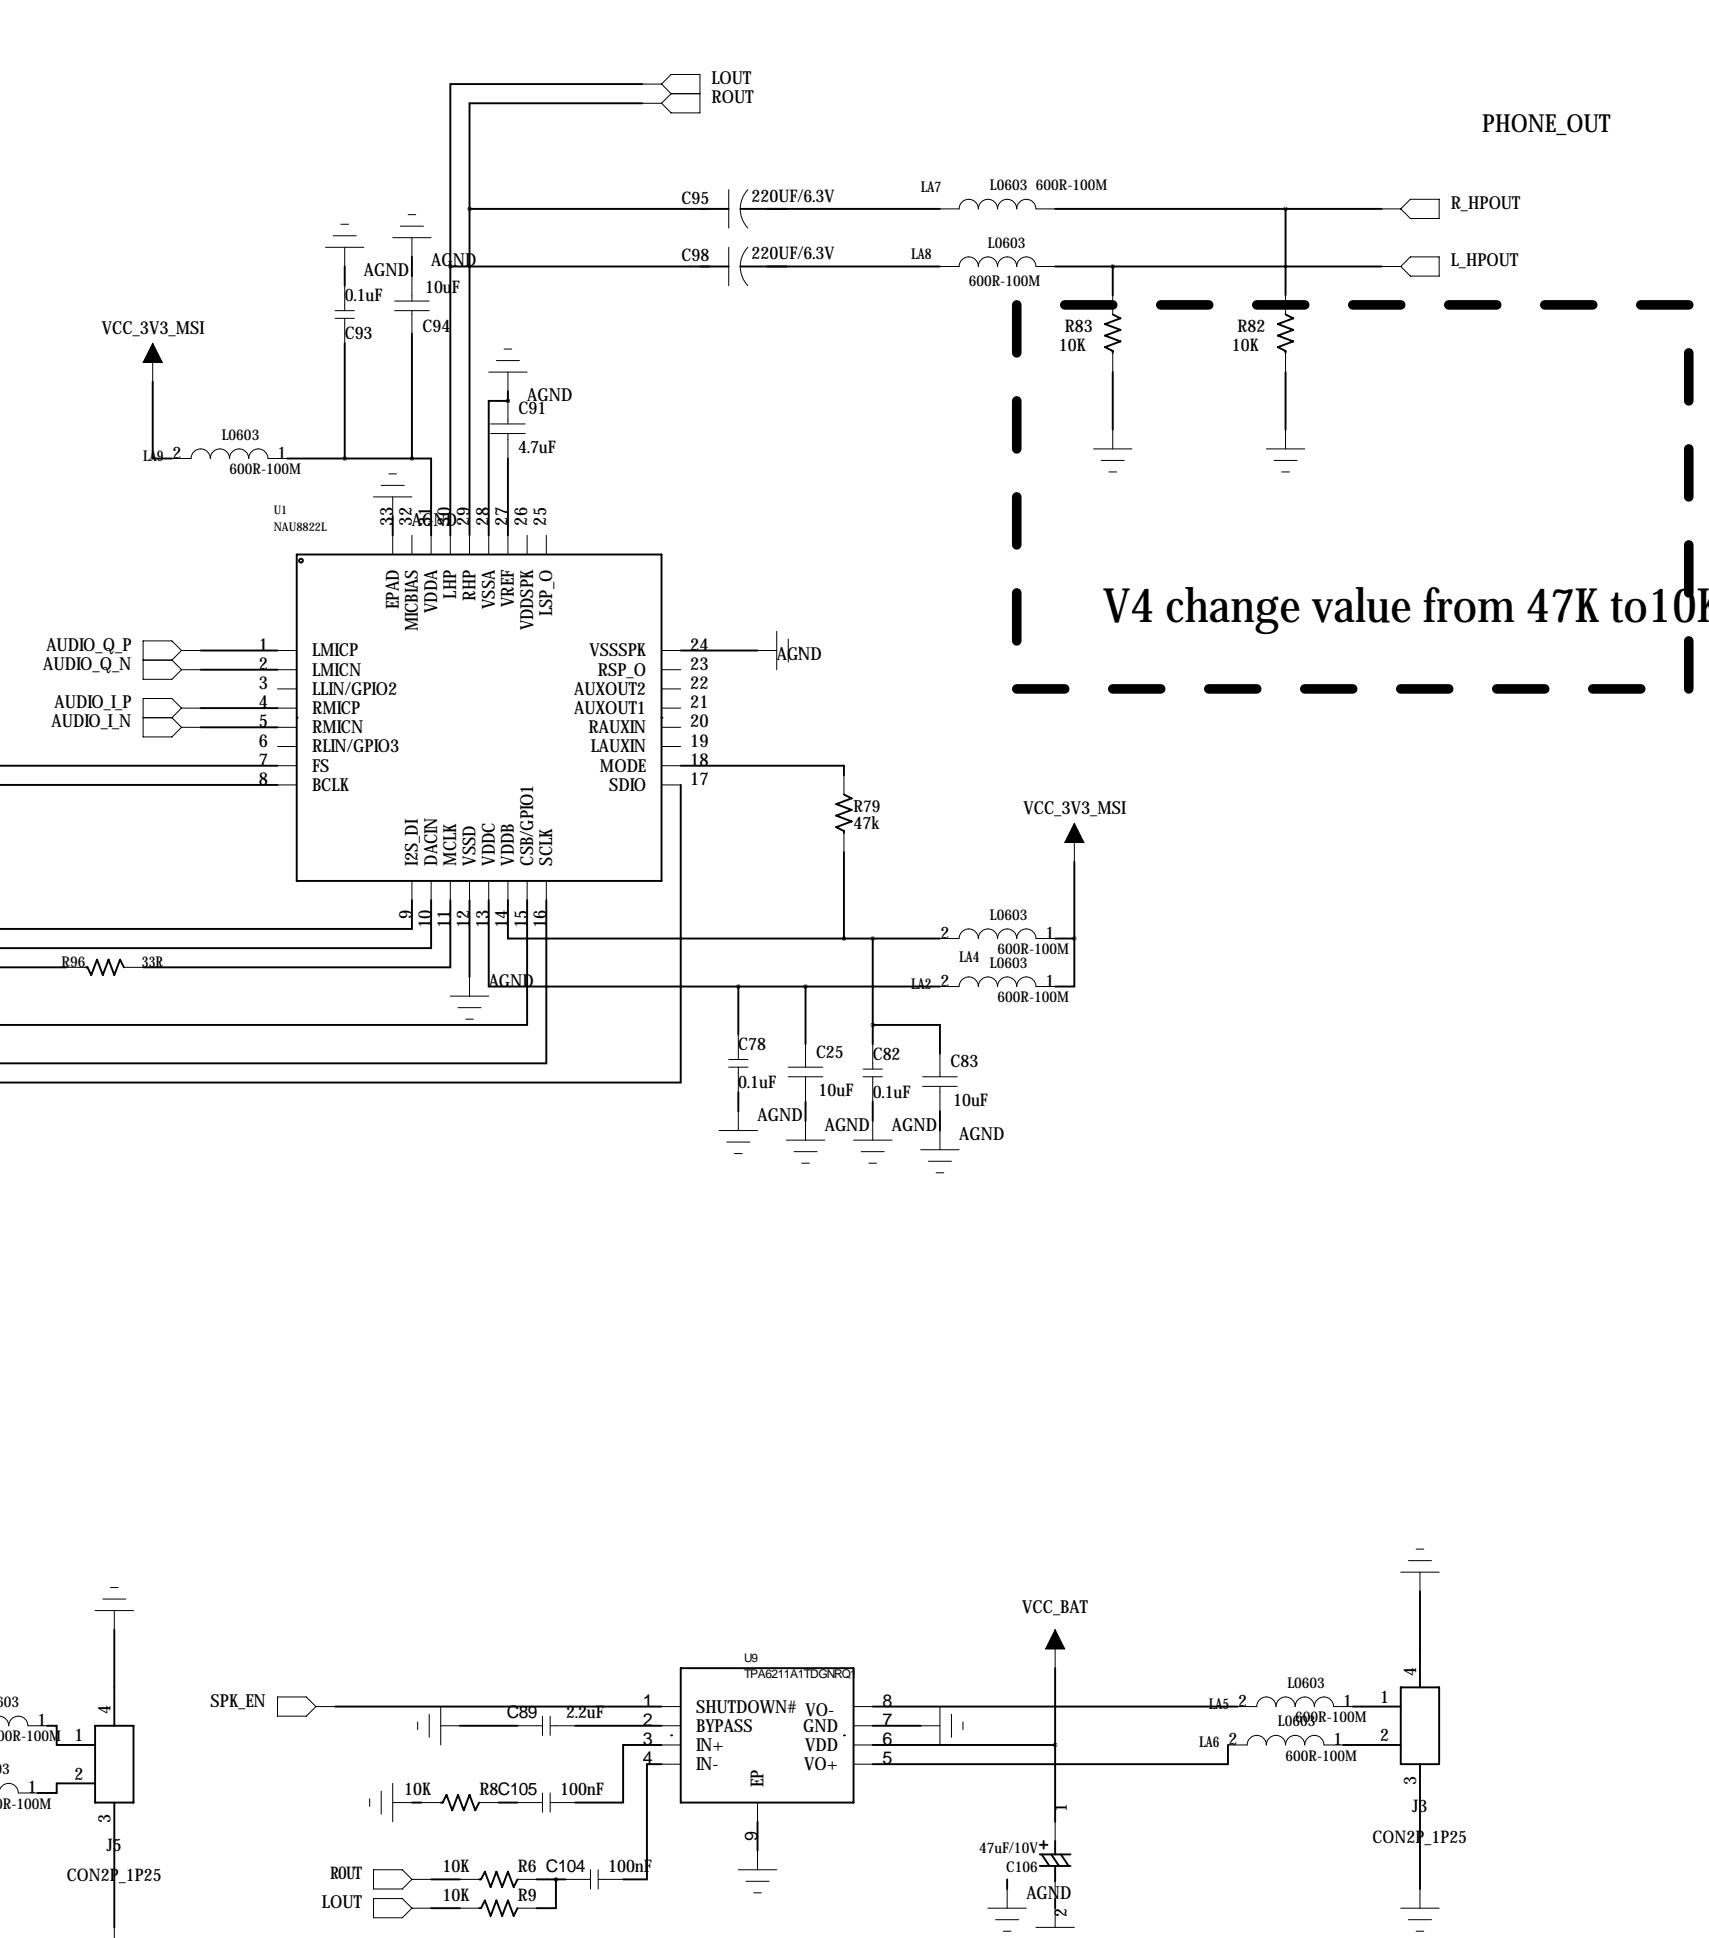 LOUT
ROUT
PHONE_OUT
C95
220UF/6.3V
LA7
L0603 600R-100M
R_HPOUT
C98
220UF/6.3V
LA8
L0603
600R-100M
L_HPOUT
AGND
AGND
0.1uF
10uF
C93
C94
VCC_3V3_MSI
R83
10K
R82
10K
AGND
C91
4.7uF
LA9
2
L0603
1
600R-100M
U1
NAU8822L
AGND
33
32
31
30
29
28
27
26
25
EPAD
MICBIAS
VDDA
LHP
RHP
VSSA
VREF
VDDSPK
LSP_O
V4 change value from 47K to10K
AUDIO_Q_P
1
LMICP
VSSSPK
24
AGND
AUDIO_Q_N
2
LMICN
RSP_O
23
3
LLIN/GPIO2
AUXOUT2
22
AUDIO_I_P
4
RMICP
AUXOUT1
21
AUDIO_I_N
5
RMICN
RAUXIN
20
6
RLIN/GPIO3
LAUXIN
19
7
FS
MODE
18
8
BCLK
SDIO
17
R79
47k
VCC_3V3_MSI
I2S_DI
DACIN
MCLK
VSSD
VDDC
VDDB
CSB/GPIO1
SCLK
9
10
11
12
13
14
15
16
L0603
2
1
600R-100M
LA4
L0603
LA2
2
1
600R-100M
R96
33R
AGND
C78
0.1uF
C25
10uF
C82
0.1uF
C83
10uF
AGND
AGND
AGND
AGND
VCC_BAT
U9
TPA6211A1TDGNRQ1
SPK_EN
1
SHUTDOWN#
VO-
8
C89
2.2uF
2
BYPASS
GND
7
3
IN+
VDD
6
4
IN-
VO+
5
EP
9
10K
R8
C105
100nF
ROUT
10K
R6
C104
100nF
LOUT
10K
R9
47uF/10V
+
C106
1
AGND
2
L0603
LA5
2
1
1
600R-100M
L0603
LA6
2
1
2
600R-100M
4
3
J3
CON2P_1P25
603
1
00R-100M
1
03
1
0R-100M
2
4
3
J5
CON2P_1P25